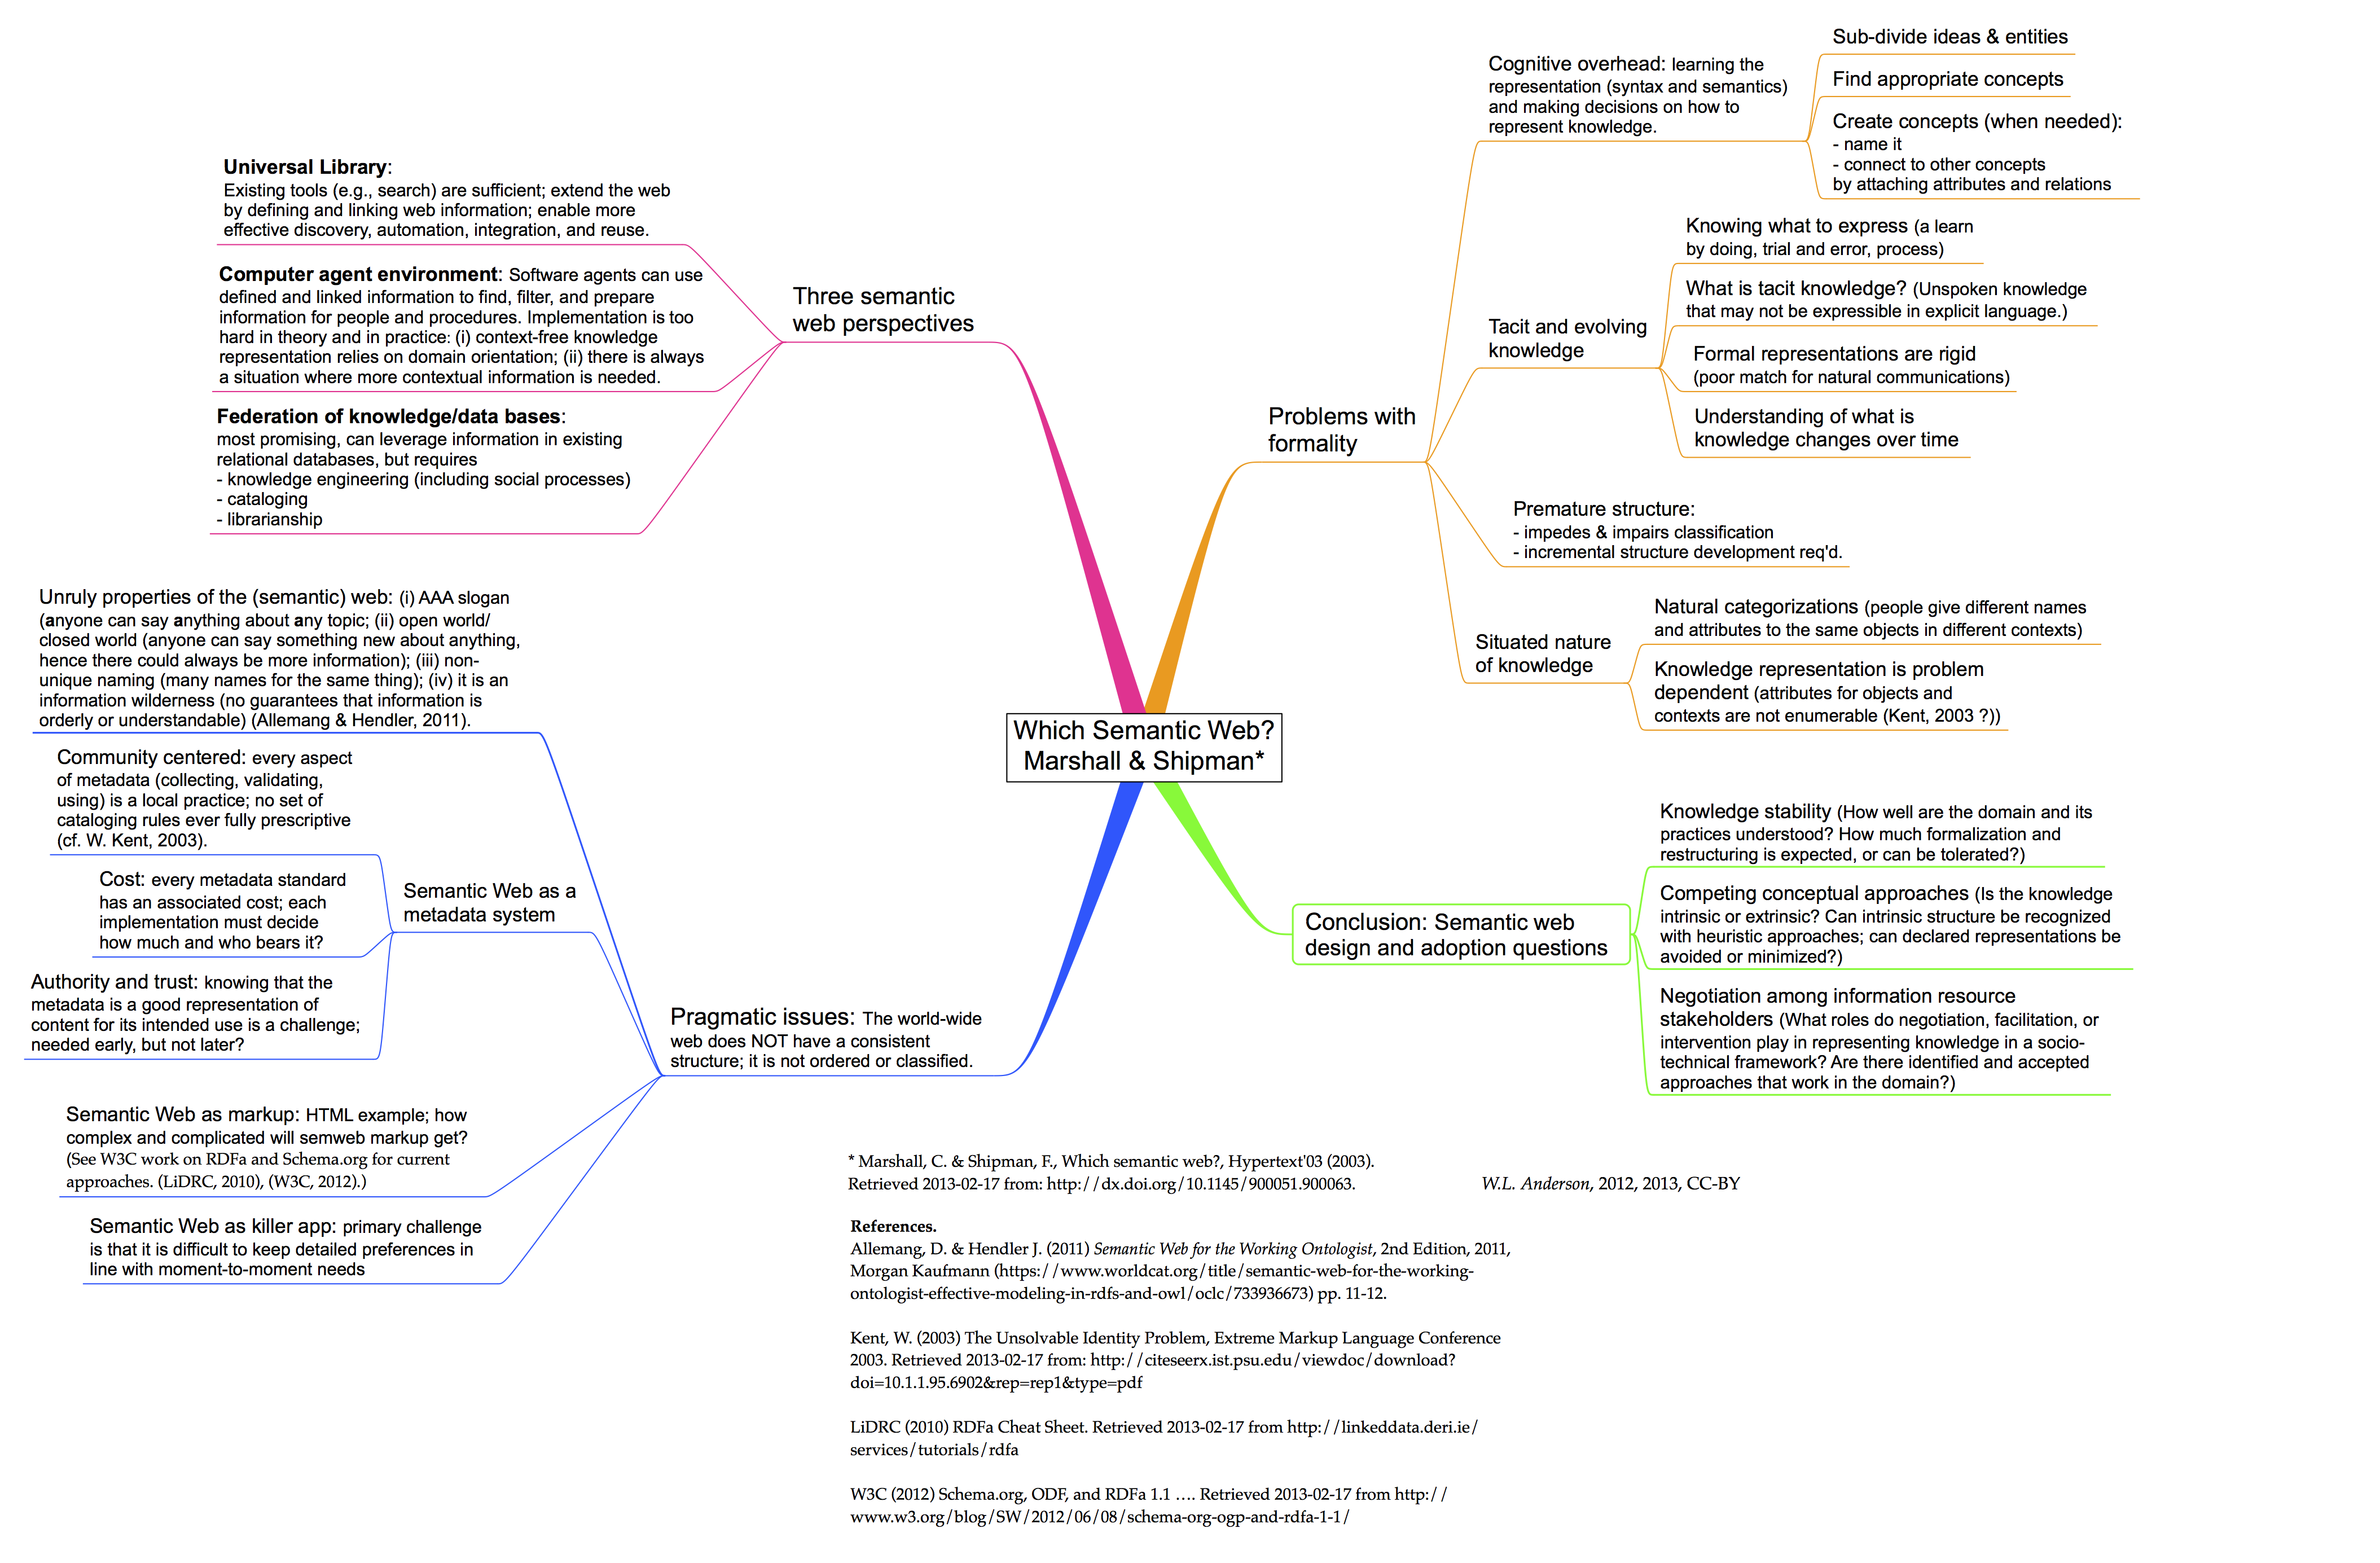 Which Semantic Web?
Marshall & Shipman*
Three semantic
web perspectives
Universal Library:
Existing tools (e.g., search) are sufficient; extend the web
by defining and linking web information; enable more
effective discovery, automation, integration, and reuse.
Computer agent environment: Software agents can use
defined and linked information to find, filter, and prepare
information for people and procedures. Implementation is too
hard in theory and in practice: (i) context-free knowledge
representation relies on domain orientation; (ii) there is always
a situation where more contextual information is needed.
Federation of knowledge/data bases:
most promising, can leverage information in existing
relational databases, but requires
- knowledge engineering (including social processes)
- cataloging
- librarianship
Problems with
formality
Cognitive overhead: learning the
representation (syntax and semantics)
and making decisions on how to
represent knowledge.
Sub-divide ideas & entities
Find appropriate concepts
Create concepts (when needed):
- name it
- connect to other concepts
by attaching attributes and relations
Tacit and evolving
knowledge
Knowing what to express (a learn
by doing, trial and error, process)
What is tacit knowledge? (Unspoken knowledge
that may not be expressible in explicit language.)
Formal representations are rigid
(poor match for natural communications)
Understanding of what is
knowledge changes over time
Premature structure:
- impedes & impairs classification
- incremental structure development req'd.
Situated nature
of knowledge
Natural categorizations (people give different names
and attributes to the same objects in different contexts)
Knowledge representation is problem
dependent (attributes for objects and
contexts are not enumerable (Kent, 2003 ?))
Pragmatic issues: The world-wide
web does NOT have a consistent
structure; it is not ordered or classified.
Unruly properties of the (semantic) web: (i) AAA slogan
(anyone can say anything about any topic; (ii) open world/
closed world (anyone can say something new about anything,
hence there could always be more information); (iii) non-
unique naming (many names for the same thing); (iv) it is an
information wilderness (no guarantees that information is
orderly or understandable) (Allemang & Hendler, 2011).
Semantic Web as a
metadata system
Community centered: every aspect
of metadata (collecting, validating,
using) is a local practice; no set of
cataloging rules ever fully prescriptive
(cf. W. Kent, 2003).
Cost: every metadata standard
has an associated cost; each
implementation must decide
how much and who bears it?
Authority and trust: knowing that the
metadata is a good representation of
content for its intended use is a challenge;
needed early, but not later?
Semantic Web as markup: HTML example; how
complex and complicated will semweb markup get?
(See W3C work on RDFa and Schema.org for current
approaches. (LiDRC, 2010), (W3C, 2012).)
Semantic Web as killer app: primary challenge
is that it is difficult to keep detailed preferences in
line with moment-to-moment needs
Conclusion: Semantic web
design and adoption questions
Knowledge stability (How well are the domain and its
practices understood? How much formalization and
restructuring is expected, or can be tolerated?)
Competing conceptual approaches (Is the knowledge
intrinsic or extrinsic? Can intrinsic structure be recognized
with heuristic approaches; can declared representations be
avoided or minimized?)
Negotiation among information resource
stakeholders (What roles do negotiation, facilitation, or
intervention play in representing knowledge in a socio-
technical framework? Are there identified and accepted
approaches that work in the domain?)
* Marshall, C. & Shipman, F., Which semantic web?, Hypertext'03 (2003).
Retrieved 2013-02-17 from: http://dx.doi.org/10.1145/900051.900063.
W.L. Anderson, 2012, 2013, CC-BY
References.
Allemang, D. & Hendler J. (2011) Semantic Web for the Working Ontologist, 2nd Edition, 2011,
Morgan Kaufmann (https://www.worldcat.org/title/semantic-web-for-the-working-
ontologist-effective-modeling-in-rdfs-and-owl/oclc/733936673) pp. 11-12.
Kent, W. (2003) The Unsolvable Identity Problem, Extreme Markup Language Conference
2003. Retrieved 2013-02-17 from: http://citeseerx.ist.psu.edu/viewdoc/download?
doi=10.1.1.95.6902&rep=rep1&type=pdf
LiDRC (2010) RDFa Cheat Sheet. Retrieved 2013-02-17 from http://linkeddata.deri.ie/
services/tutorials/rdfa
W3C (2012) Schema.org, ODF, and RDFa 1.1 …. Retrieved 2013-02-17 from http://
www.w3.org/blog/SW/2012/06/08/schema-org-ogp-and-rdfa-1-1/